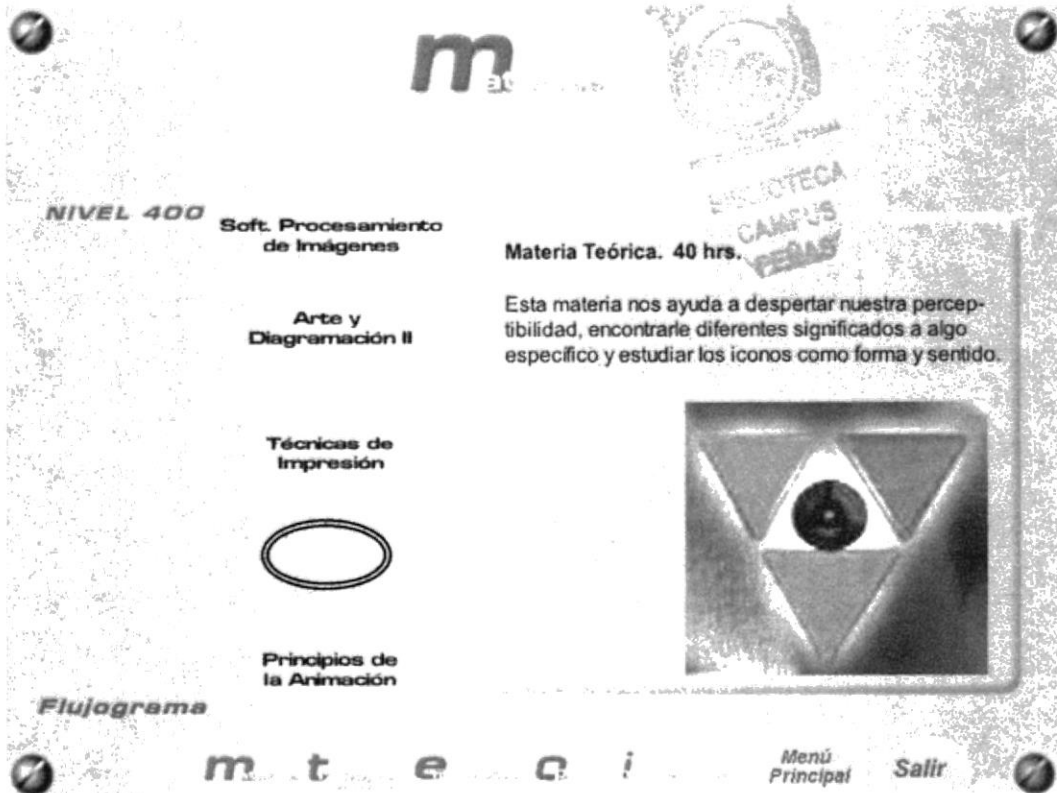 m
NIVEL 400
Soft. Procesamiento
de Imágenes
BIBLIOTECA
CAMPUS
PEÑAS
Materia Teórica. 40 hrs.
Esta materia nos ayuda a despertar nuestra percep-
tibilidad, encontrarle diferentes significados a algo
específico y estudiar los iconos como forma y sentido.
Arte y
Diagramación II
Técnicas de
Impresión
Principios de
la Animación
Flujograma
m t e c i
Menú
Principal
Salir